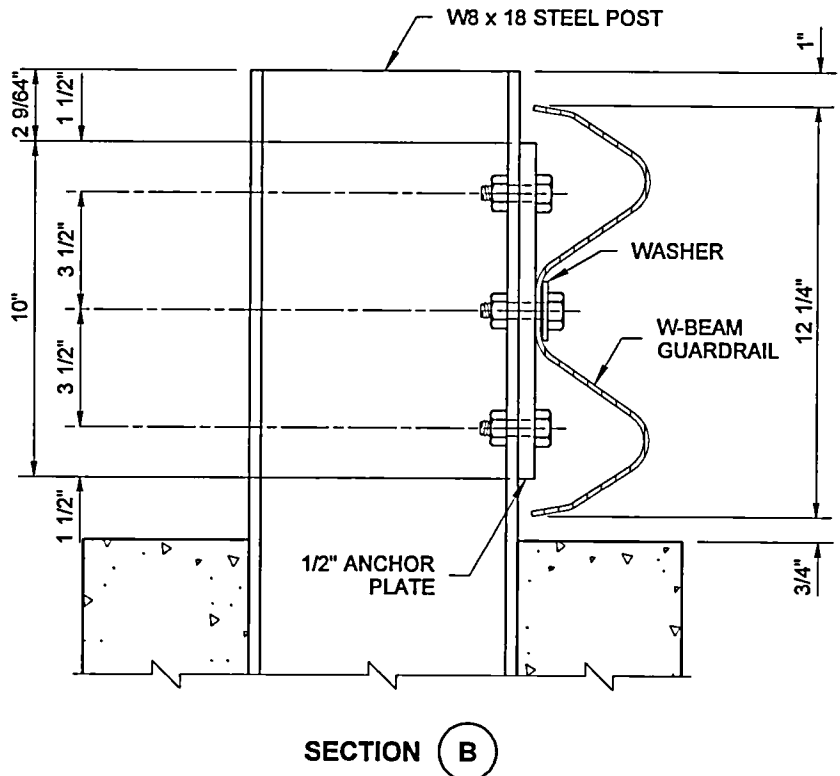 W8 x 18 STEEL POST
1"
2 9/64"
1 1/2"
3 1/2"
10"
WASHER
12 1/4"
W-BEAM
GUARDRAIL
3 1/2"
1 1/2"
1/2" ANCHOR
PLATE
3/4"
SECTION B